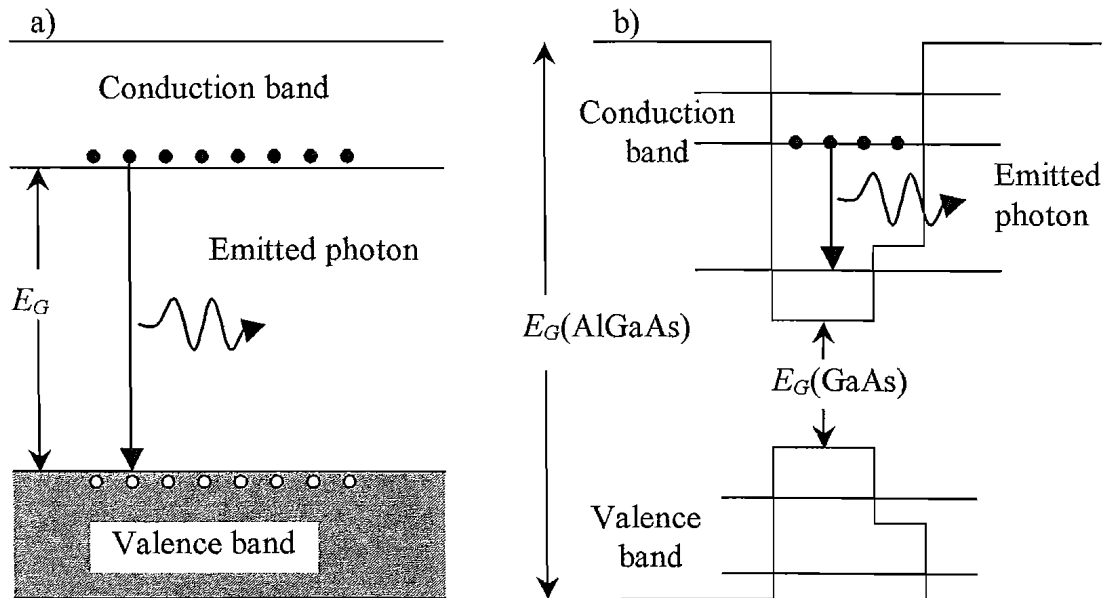 a)
Conduction band
Emitted photon
E_G
Valence band
b)
Conduction
band
Emitted
photon
E_G(AlGaAs)
E_G(GaAs)
Valence
band